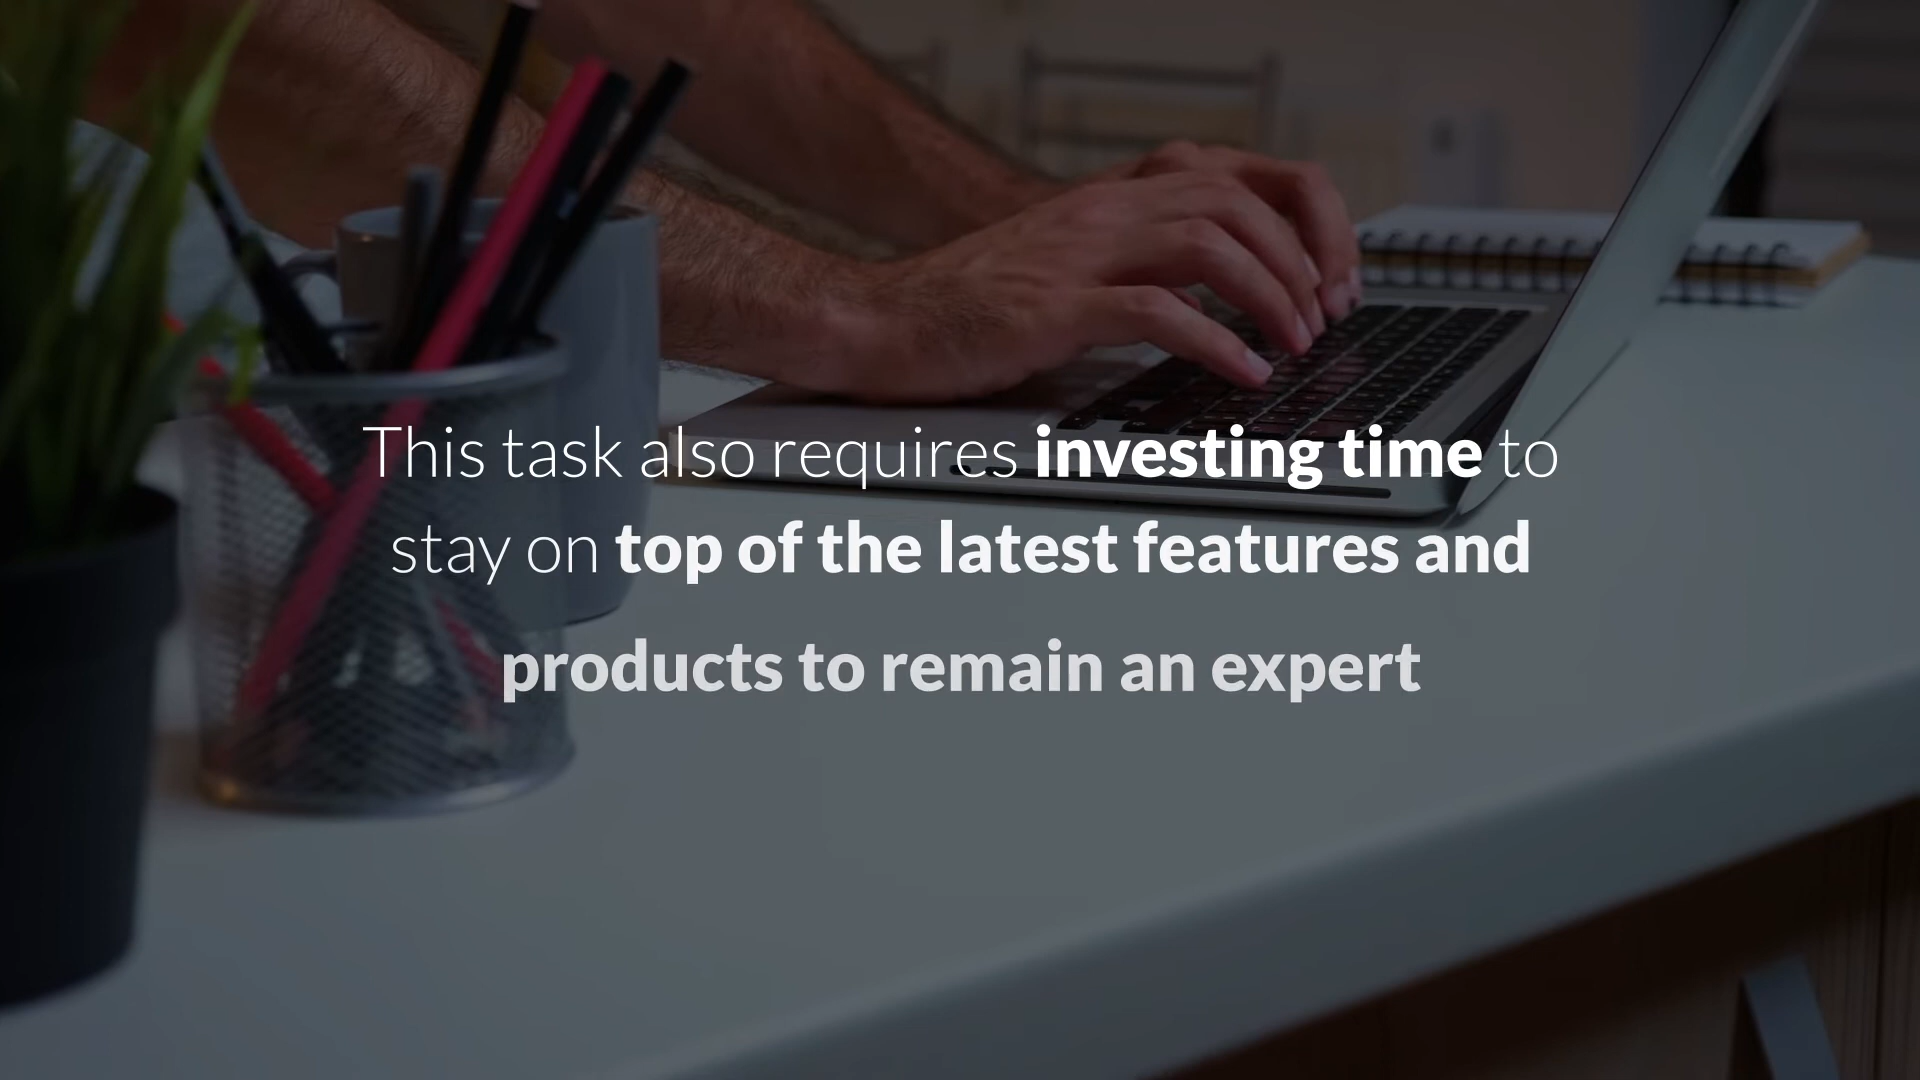 This task also requires investing time to
stay on top of the latest features and
products to remain an expert